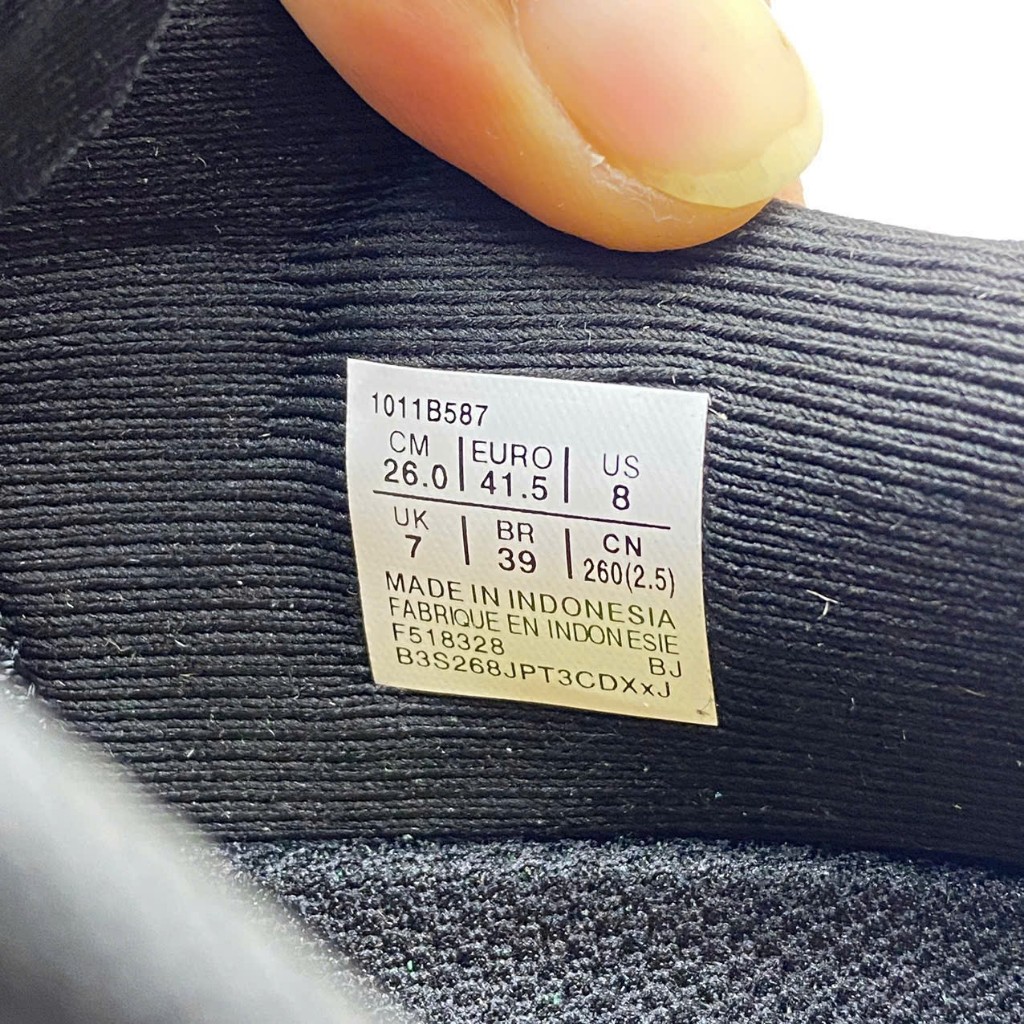 1011B587
CM | EURO | US
26.0 | 41.5 | 8
UK | BR | CN
7 | 39 | 260(2.5)
MADE IN INDONESIA
FABRIQUE EN INDONESIE
F518328 BJ
B3S268JPT3CDXxJ